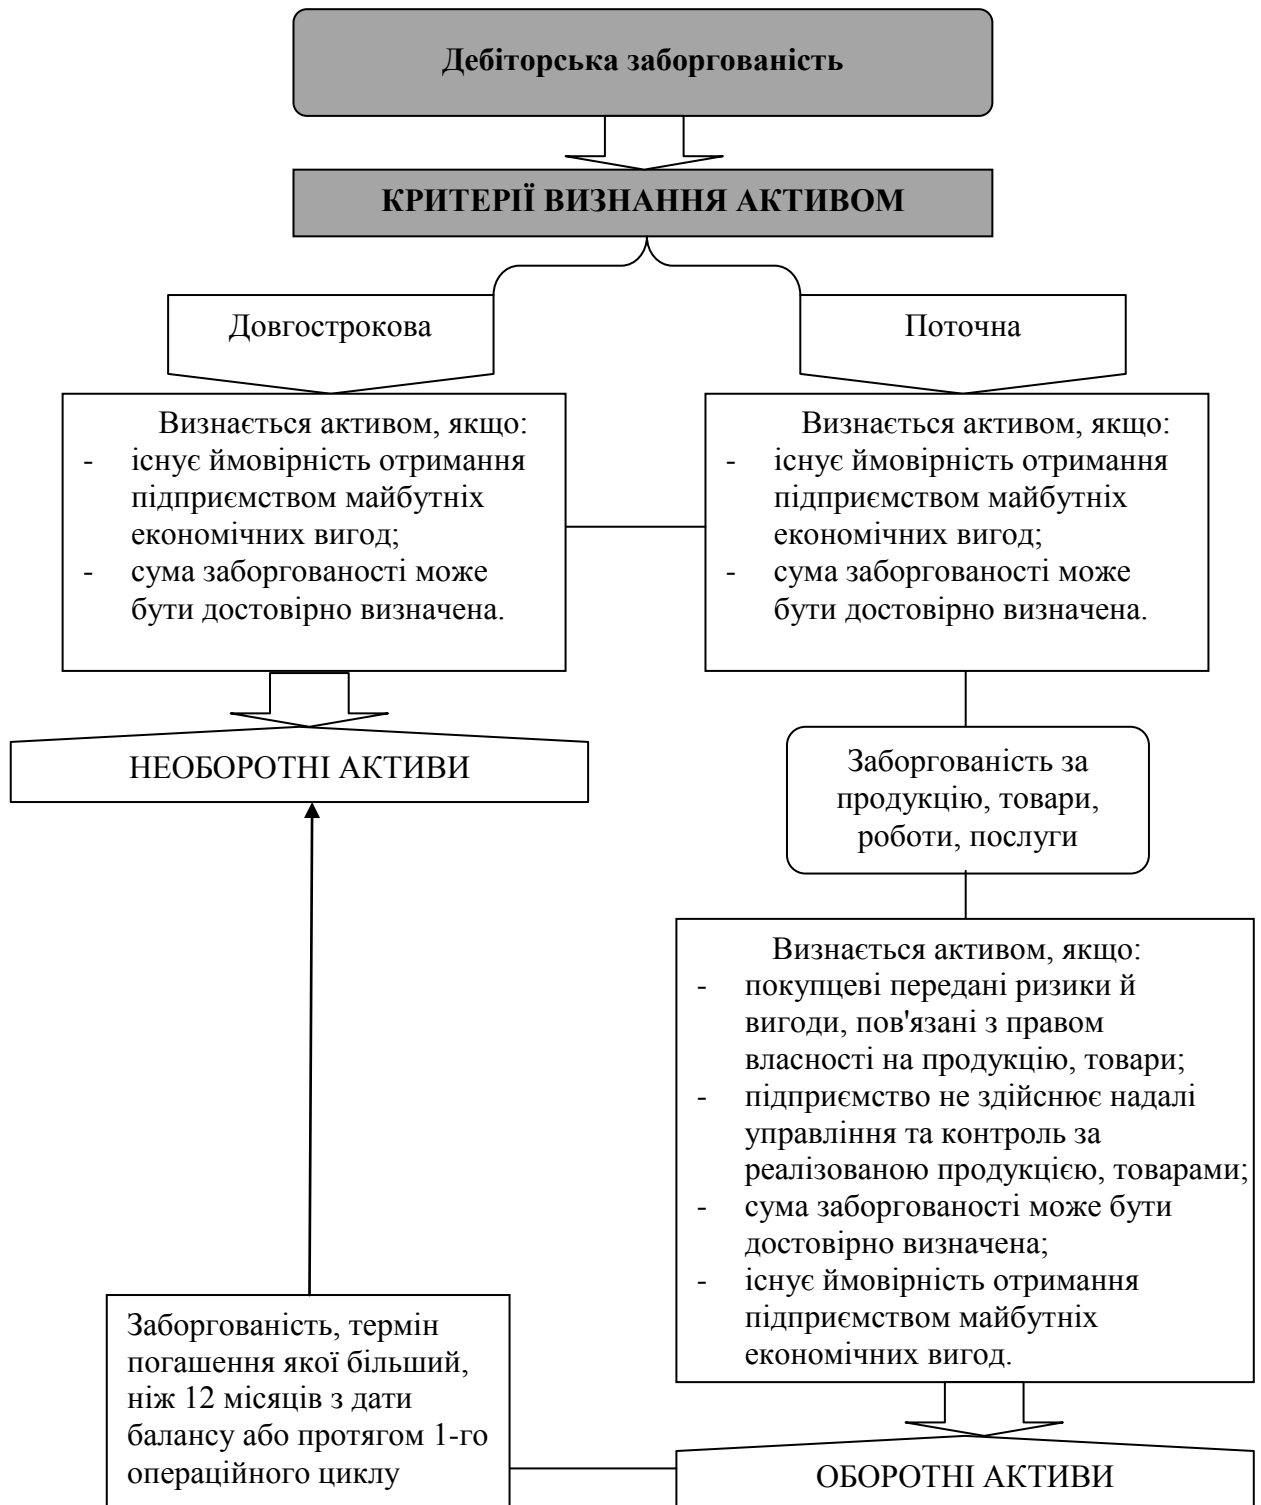 Дебіторська заборгованість
КРИТЕРІЇ ВИЗНАННЯ АКТИВОМ
Довгострокова
Поточна
Визнається активом, якщо:
- існує ймовірність отримання
підприємством майбутніх
економічних вигод;
- сума заборгованості може
бути достовірно визначена.
Визнається активом, якщо:
- існує ймовірність отримання
підприємством майбутніх
економічних вигод;
- сума заборгованості може
бути достовірно визначена.
НЕОБОРОТНІ АКТИВИ
Заборгованість за
продукцію, товари,
роботи, послуги
Визнається активом, якщо:
- покупцеві передані ризики й
вигоди, пов'язані з правом
власності на продукцію, товари;
- підприємство не здійснює надалі
управління та контроль за
реалізованою продукцією, товарами;
- сума заборгованості може бути
достовірно визначена;
- існує ймовірність отримання
підприємством майбутніх
економічних вигод.
Заборгованість, термін
погашення якої більший,
ніж 12 місяців з дати
балансу або протягом 1-го
операційного циклу
ОБОРОТНІ АКТИВИ